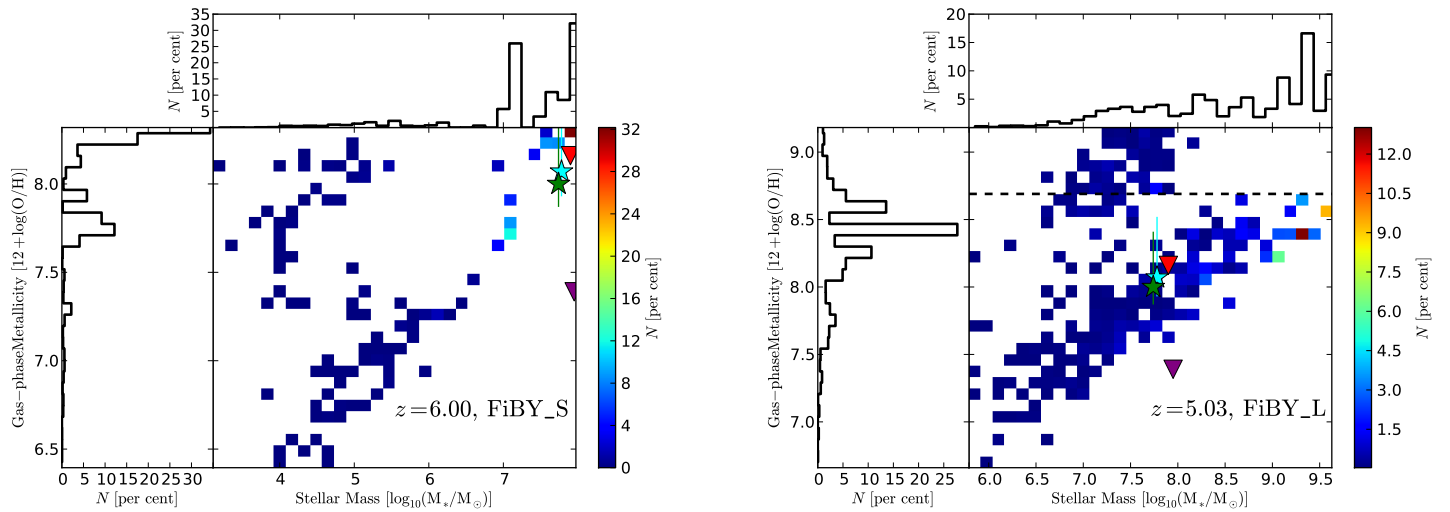 35
30
25
20
15
10
5
N [per cent]
8.0
7.5
7.0
6.5
Gas−phaseMetallicity [12+log(O/H)]
z=6.00, FiBY_S
0 5 10 15 20 25 30
N [per cent]
4 5 6 7
Stellar Mass [log₁₀(M*/M☉)]
32
28
24
20
16
12
8
4
0
N [per cent]
20
15
10
5
N [per cent]
9.0
8.5
8.0
7.5
7.0
Gas−phaseMetallicity [12+log(O/H)]
z=5.03, FiBY_L
0 5 10 15 20 25
N [per cent]
6.0 6.5 7.0 7.5 8.0 8.5 9.0 9.5
Stellar Mass [log₁₀(M*/M☉)]
12.0
10.5
9.0
7.5
6.0
4.5
3.0
1.5
N [per cent]